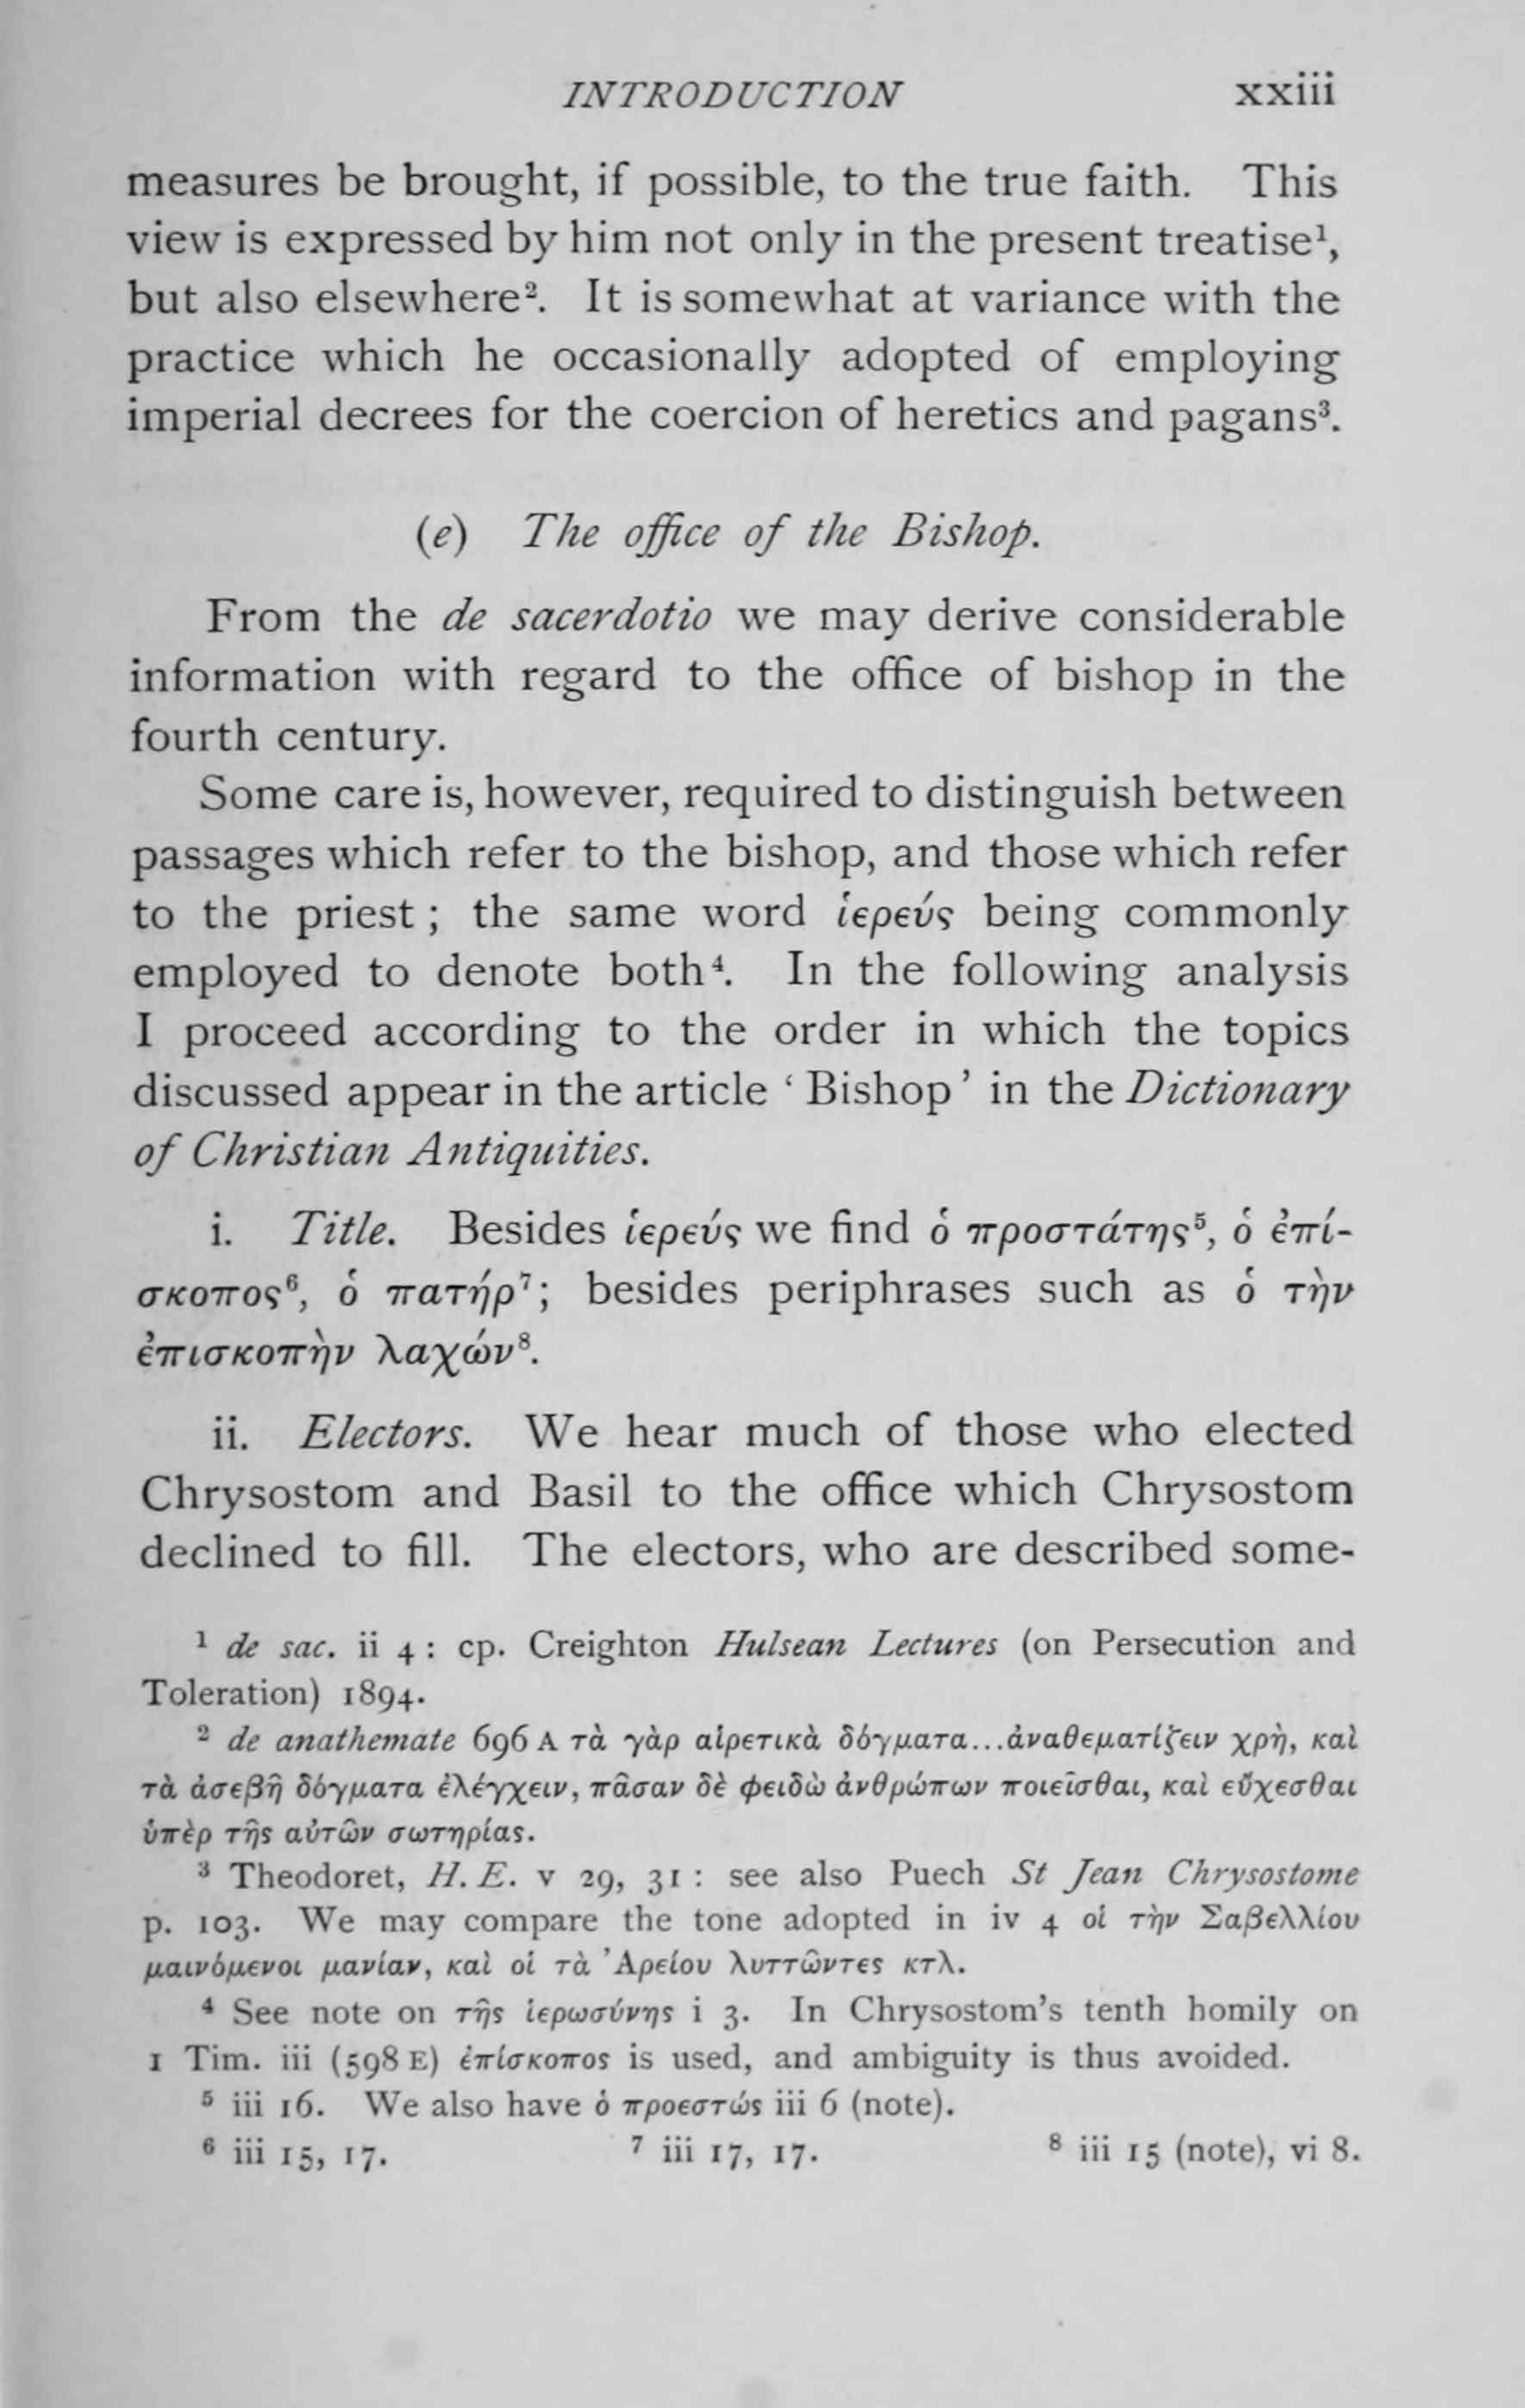 INTRODUCTION xxiii
measures be brought, if possible, to the true faith. This
view is expressed by him not only in the present treatise¹,
but also elsewhere². It is somewhat at variance with the
practice which he occasionally adopted of employing
imperial decrees for the coercion of heretics and pagans³.
(e) The office of the Bishop.
From the de sacerdotio we may derive considerable
information with regard to the office of bishop in the
fourth century.
Some care is, however, required to distinguish between
passages which refer to the bishop, and those which refer
to the priest; the same word ἱερεύς being commonly
employed to denote both⁴. In the following analysis
I proceed according to the order in which the topics
discussed appear in the article ‘Bishop’ in the Dictionary
of Christian Antiquities.
i. Title. Besides ἱερεύς we find ὁ προστάτης⁵, ὁ ἐπί-
σκοπος⁶, ὁ πατήρ⁷; besides periphrases such as ὁ τὴν
ἐπισκοπὴν λαχών⁸.
ii. Electors. We hear much of those who elected
Chrysostom and Basil to the office which Chrysostom
declined to fill. The electors, who are described some-
¹ de sac. ii 4: cp. Creighton Hulsean Lectures (on Persecution and
Toleration) 1894.
² de anathemate 696 A τὰ γὰρ αἱρετικὰ δόγματα...ἀναθεματίζειν χρὴ, καὶ
τὰ ἀσεβῆ δόγματα ἐλέγχειν, πᾶσαν δὲ φειδὼ ἀνθρώπων ποιεῖσθαι, καὶ εὔχεσθαι
ὑπὲρ τῆς αὐτῶν σωτηρίας.
³ Theodoret, H. E. v 29, 31: see also Puech St Jean Chrysostome
p. 103. We may compare the tone adopted in iv 4 οἱ τὴν Σαβελλίου
μαινόμενοι μανίαν, καὶ οἱ τὰ Ἀρείου λυττῶντες κτλ.
⁴ See note on τῆς ἱερωσύνης i 3. In Chrysostom’s tenth homily on
1 Tim. iii (598 E) ἐπίσκοπος is used, and ambiguity is thus avoided.
⁵ iii 16. We also have ὁ προεστώς iii 6 (note).
⁶ iii 15, 17. ⁷ iii 17, 17. ⁸ iii 15 (note), vi 8.